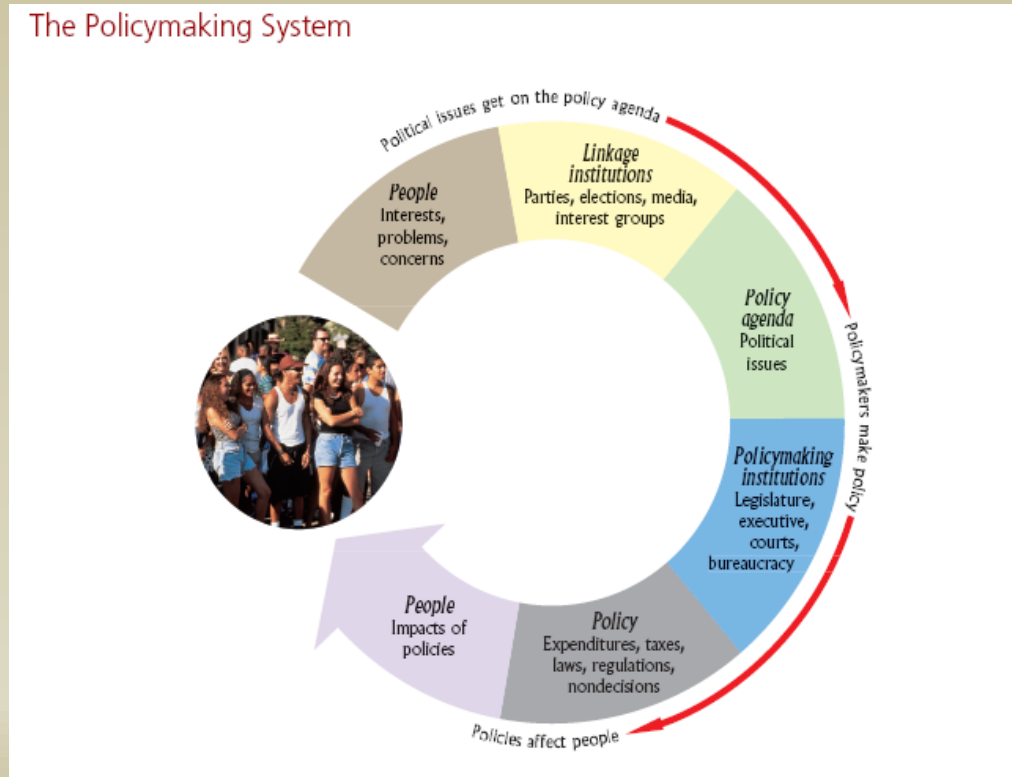 The Policymaking System
Political issues get on the policy agenda
People
Interests,
problems,
concerns
Linkage
institutions
Parties, elections, media,
interest groups
Policy
agenda
Political
issues
Policymakers make policy
Policymaking
institutions
Legislature,
executive,
courts,
bureaucracy
Policy
Expenditures, taxes,
laws, regulations,
nondecisions
People
Impacts of
policies
Policies affect people